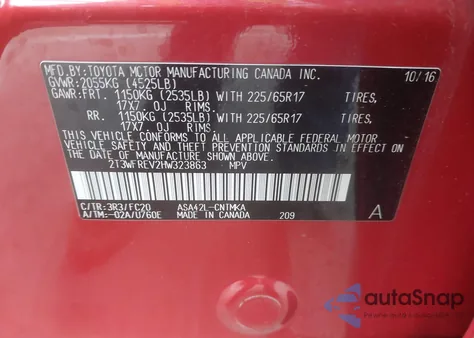 MFD. BY: TOYOTA MOTOR MANUFACTURING CANADA INC. 10/16
GVWR: 2055KG (4525LB)
GAWR: FRT. 1150KG (2535LB) WITH 225/65R17 TIRES,
17X7.0J RIMS.
RR. 1150KG (2535LB) WITH 225/65R17 TIRES,
17X7.0J RIMS.
THIS VEHICLE CONFORMS TO ALL APPLICABLE FEDERAL MOTOR
VEHICLE SAFETY AND THEFT PREVENTION STANDARDS IN EFFECT ON
THE DATE OF MANUFACTURE SHOWN ABOVE.
2T3WFREV2HW323863 MPV
C/TR:3R3/FC20 ASA42L-CNTMKA A
A/TM:-02A/U760E MADE IN CANADA 209
autoSnap